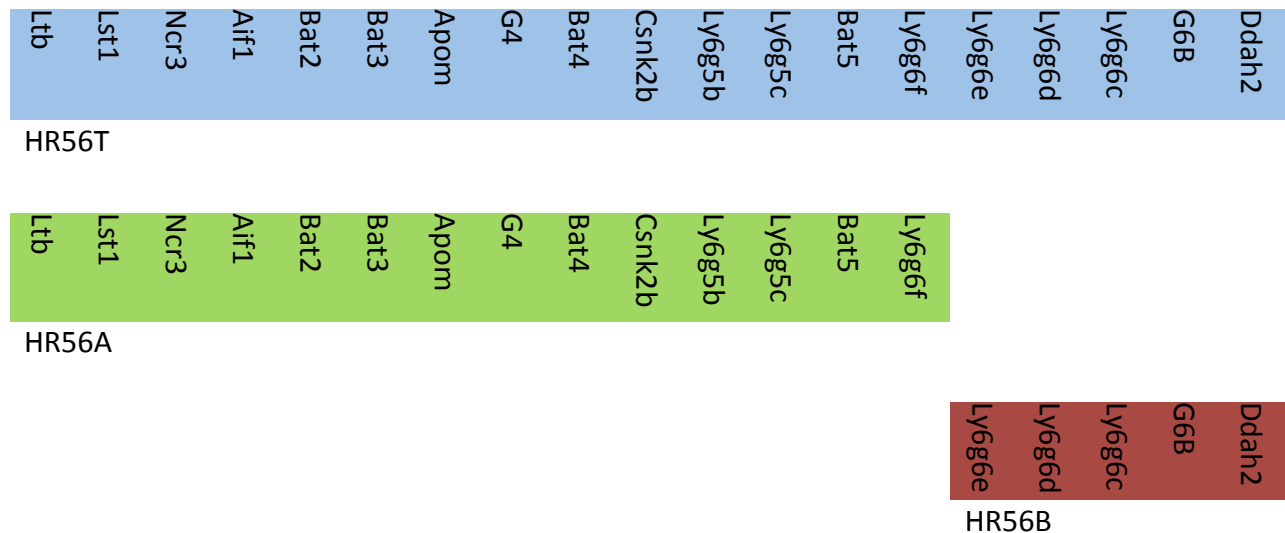 Ltb Lst1 Ncr3 Aif1 Bat2 Bat3 Apom G4 Bat4 Csnk2b Ly6g5b Ly6g5c Bat5 Ly6g6f Ly6g6e Ly6g6d Ly6g6c G6B Ddah2
HR56T
Ltb Lst1 Ncr3 Aif1 Bat2 Bat3 Apom G4 Bat4 Csnk2b Ly6g5b Ly6g5c Bat5 Ly6g6f
HR56A
Ly6g6e Ly6g6d Ly6g6c G6B Ddah2
HR56B